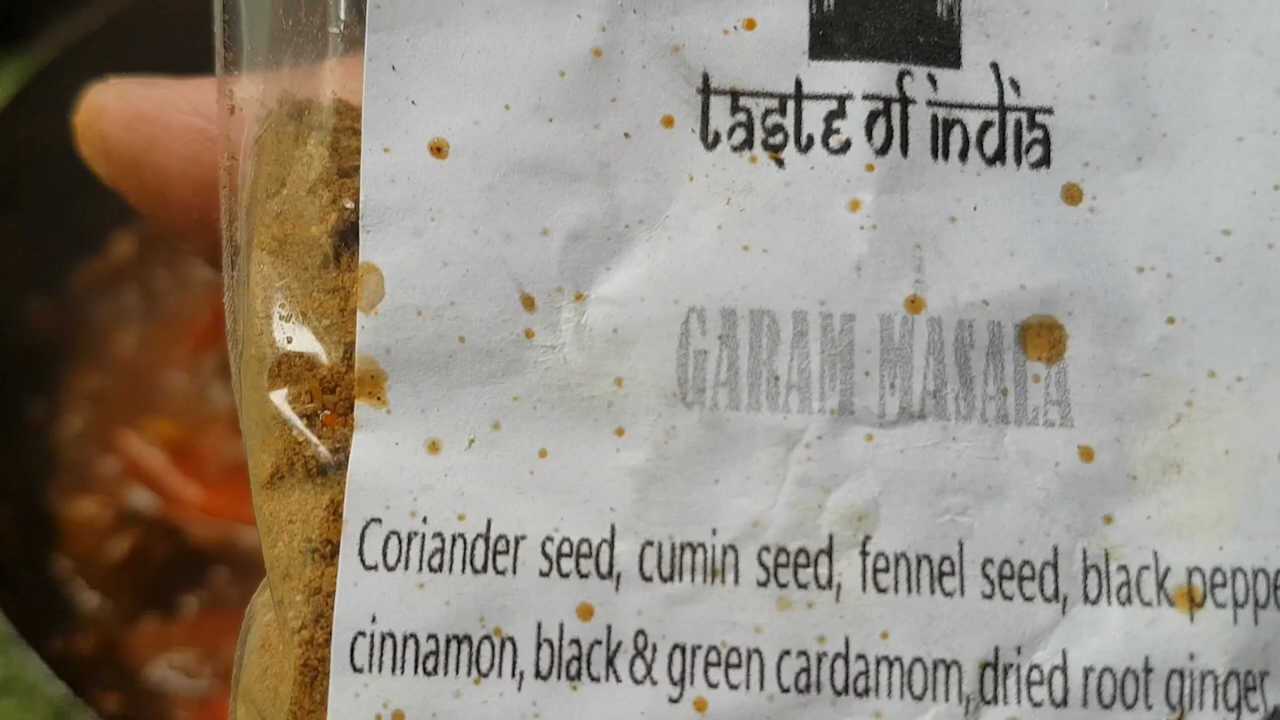 taste of india
GARAM MASALA
Coriander seed, cumin seed, fennel seed, black peppe
cinnamon, black & green cardamom, dried root ginger,